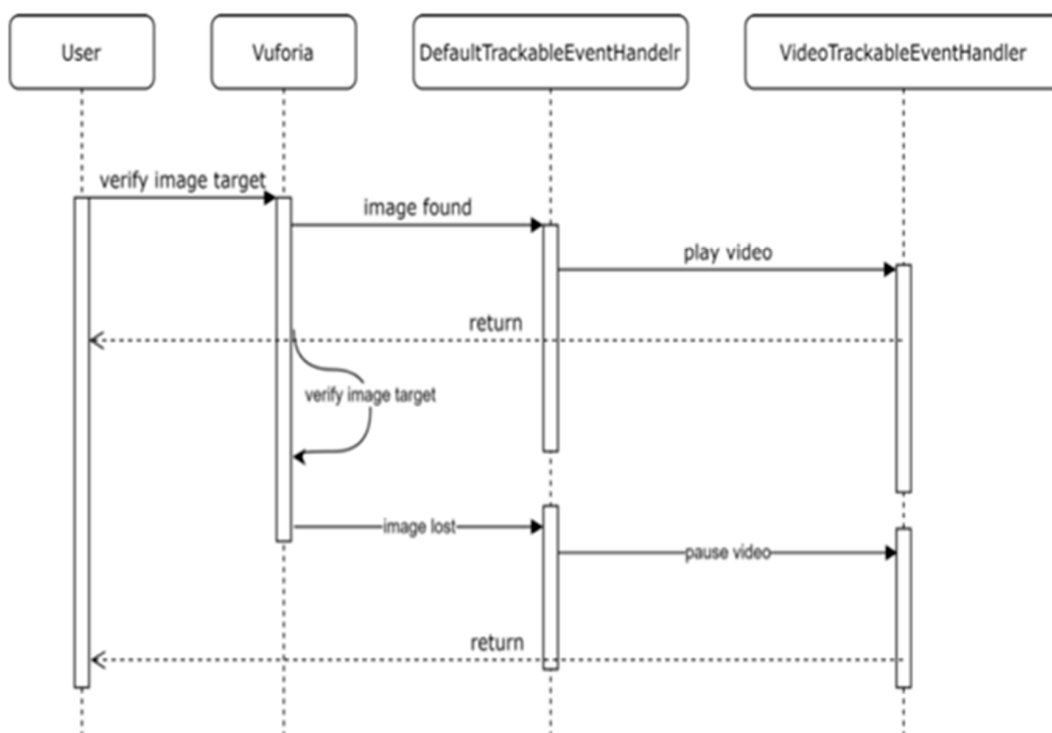 User
Vuforia
DefaultTrackableEventHandelr
VideoTrackableEventHandler
verify image target
image found
play video
return
verify image target
image lost
pause video
return